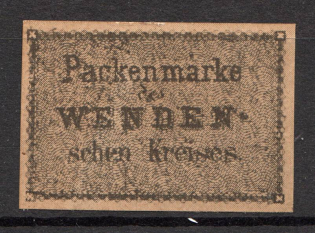 Packenmarke
des
WENDEN-
schen Kreises.